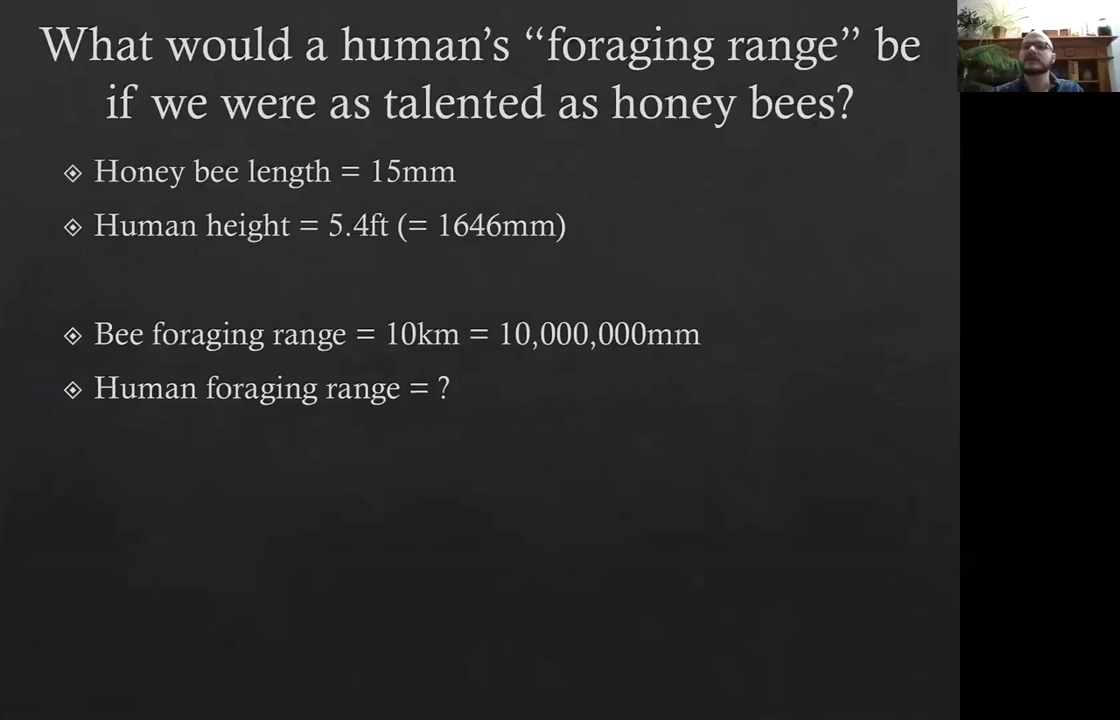 What would a human's “foraging range” be
if we were as talented as honey bees?
Honey bee length = 15mm
Human height = 5.4ft (= 1646mm)
Bee foraging range = 10km = 10,000,000mm
Human foraging range = ?